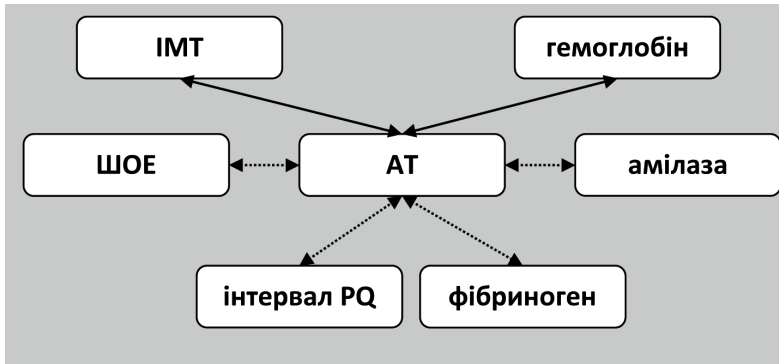 ІМТ
гемоглобін
ШОЕ
АТ
амілаза
інтервал PQ
фібриноген